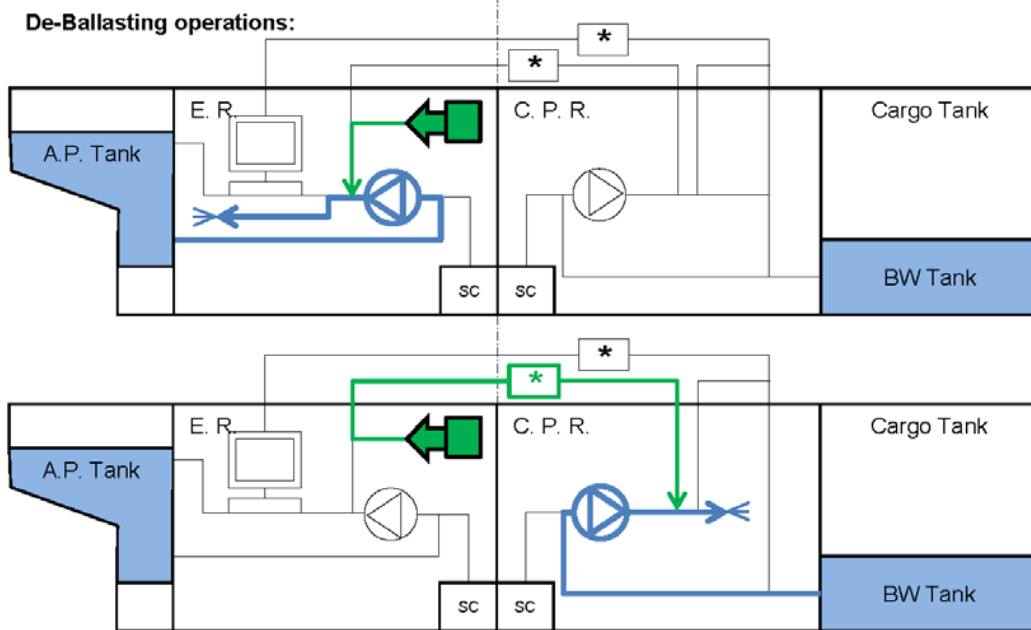 De-Ballasting operations:
*
*
E. R.
C. P. R.
Cargo Tank
A.P. Tank
BW Tank
sc
sc
*
*
E. R.
C. P. R.
Cargo Tank
A.P. Tank
BW Tank
sc
sc